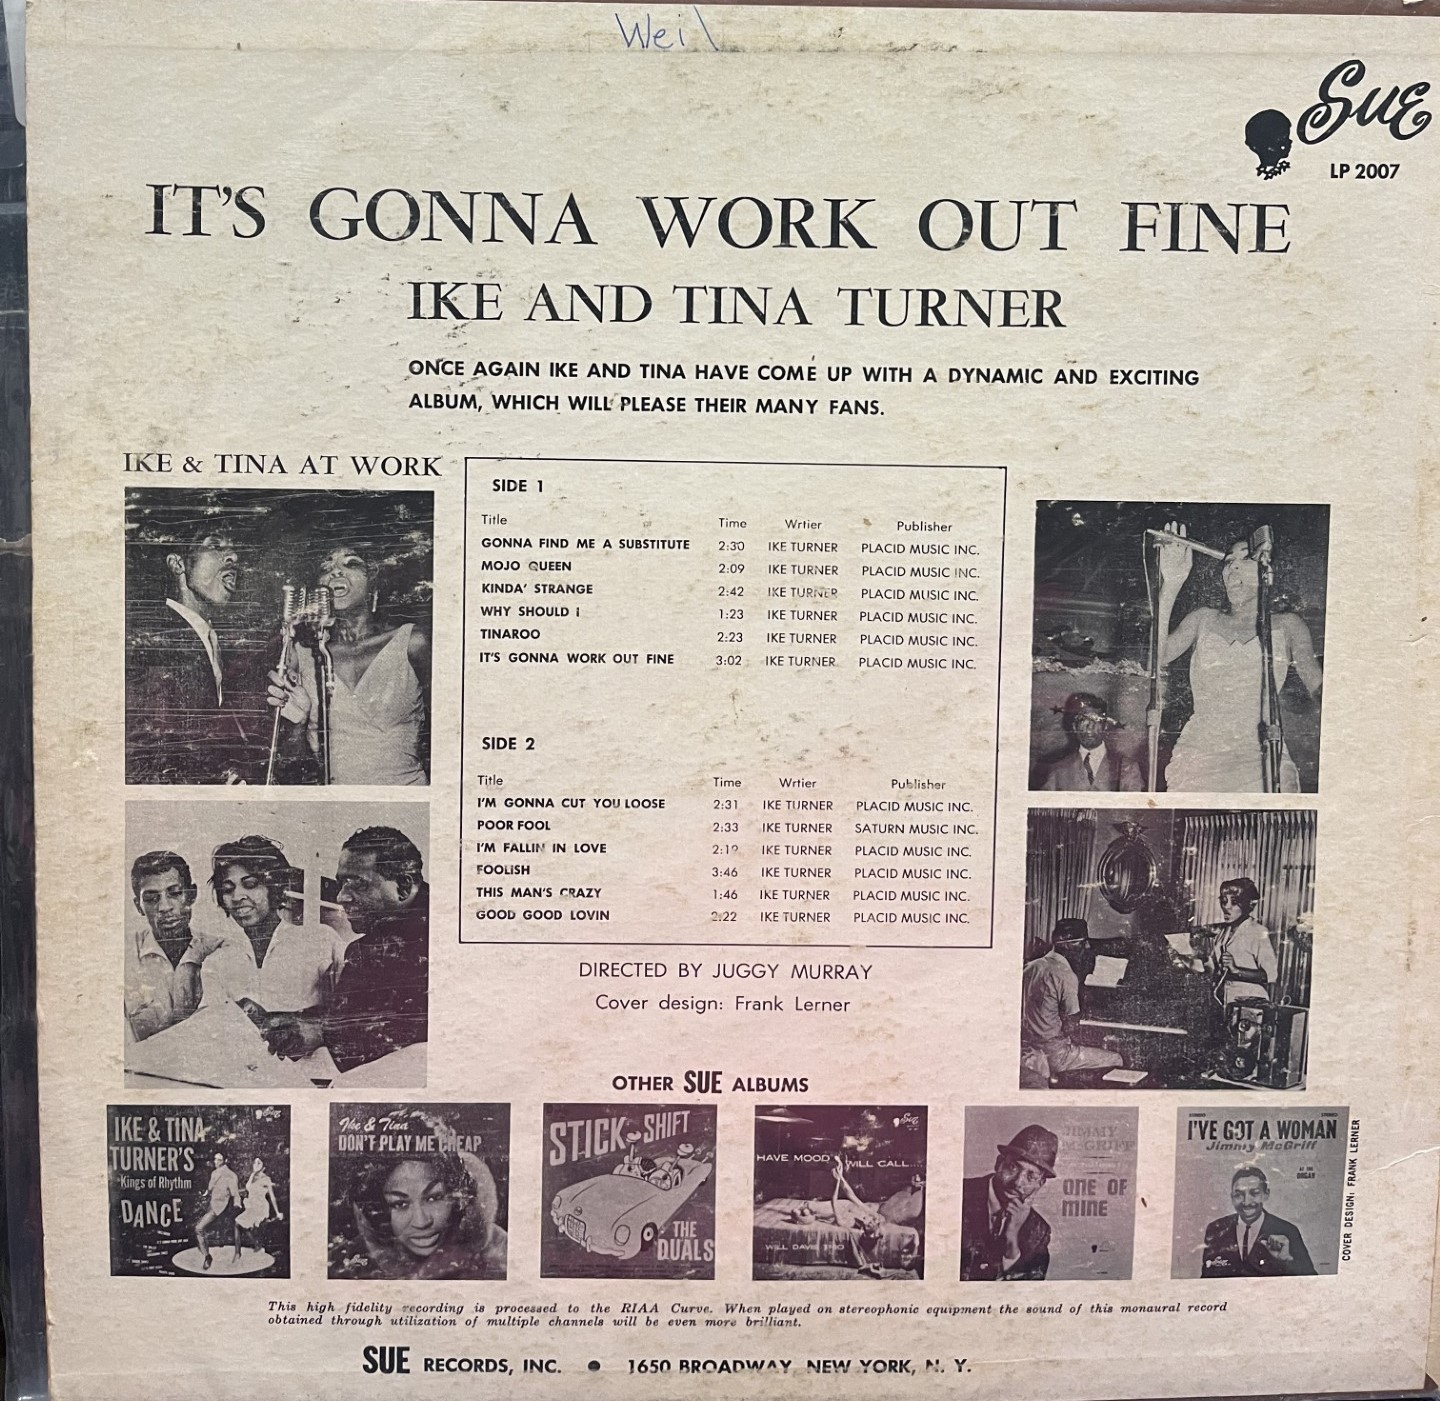 Weil
Sue
LP 2007
IT'S GONNA WORK OUT FINE
IKE AND TINA TURNER
ONCE AGAIN IKE AND TINA HAVE COME UP WITH A DYNAMIC AND EXCITING
ALBUM, WHICH WILL PLEASE THEIR MANY FANS.
IKE & TINA AT WORK
SIDE 1
Title Time Wrtier Publisher
GONNA FIND ME A SUBSTITUTE 2:30 IKE TURNER PLACID MUSIC INC.
MOJO QUEEN 2:09 IKE TURNER PLACID MUSIC INC.
KINDA' STRANGE 2:42 IKE TURNER PLACID MUSIC INC.
WHY SHOULD I 1:23 IKE TURNER PLACID MUSIC INC.
TINAROO 2:23 IKE TURNER PLACID MUSIC INC.
IT'S GONNA WORK OUT FINE 3:02 IKE TURNER PLACID MUSIC INC.
SIDE 2
Title Time Wrtier Publisher
I'M GONNA CUT YOU LOOSE 2:31 IKE TURNER PLACID MUSIC INC.
POOR FOOL 2:33 IKE TURNER SATURN MUSIC INC.
I'M FALLIN IN LOVE IKE TURNER PLACID MUSIC INC.
FOOLISH 3:46 IKE TURNER PLACID MUSIC INC.
THIS MAN'S CRAZY 1:46 IKE TURNER PLACID MUSIC INC.
GOOD GOOD LOVIN 2:22 IKE TURNER PLACID MUSIC INC.
DIRECTED BY JUGGY MURRAY
Cover design: Frank Lerner
OTHER SUE ALBUMS
IKE & TINA
TURNER'S
Kings of Rhythm
DANCE
Ike & Tina
DON'T PLAY ME CHEAP
STICK SHIFT
THE
DUALS
Sue
HAVE MOOD WILL CALL...
WILL DAVIS TRIO
JIMMY
McGRIFF
ONE OF
MINE
I'VE GOT A WOMAN
Jimmy McGriff
AT THE
ORGAN
COVER DESIGN: FRANK LERNER
This high fidelity recording is processed to the RIAA Curve. When played on stereophonic equipment the sound of this monaural record
obtained through utilization of multiple channels will be even more brilliant.
SUE RECORDS, INC. ● 1650 BROADWAY, NEW YORK, N. Y.